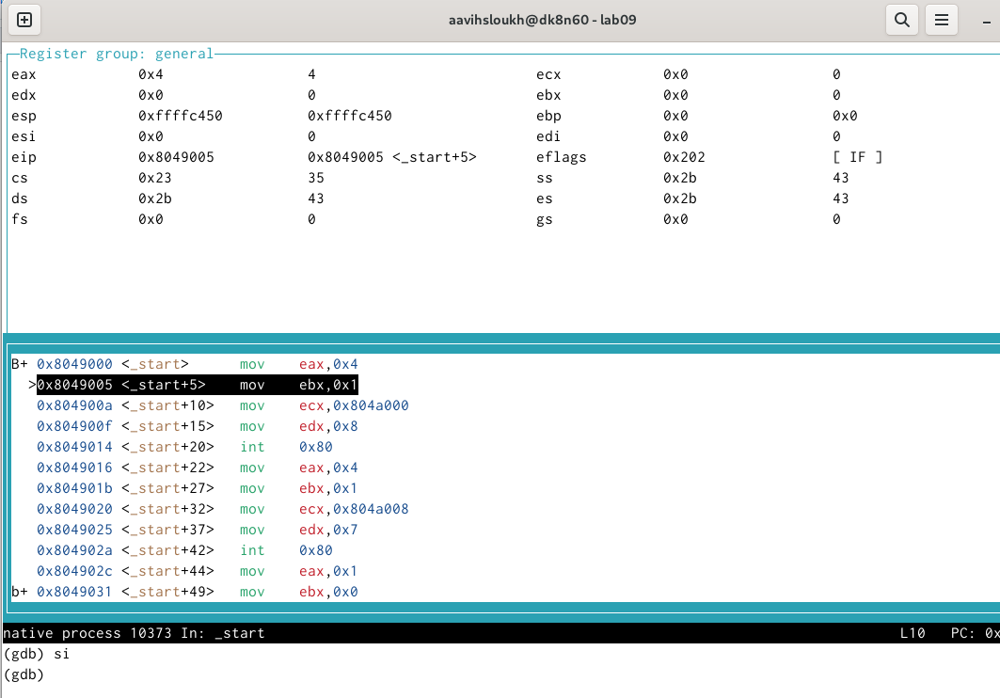 aavihsloukh@dk8n60 - lab09
Register group: general
eax 0x4 4 ecx 0x0 0
edx 0x0 0 ebx 0x0 0
esp 0xffffc450 0xffffc450 ebp 0x0 0x0
esi 0x0 0 edi 0x0 0
eip 0x8049005 0x8049005 <_start+5> eflags 0x202 [ IF ]
cs 0x23 35 ss 0x2b 43
ds 0x2b 43 es 0x2b 43
fs 0x0 0 gs 0x0 0
B+ 0x8049000 <_start> mov eax,0x4
>0x8049005 <_start+5> mov ebx,0x1
0x804900a <_start+10> mov ecx,0x804a000
0x804900f <_start+15> mov edx,0x8
0x8049014 <_start+20> int 0x80
0x8049016 <_start+22> mov eax,0x4
0x804901b <_start+27> mov ebx,0x1
0x8049020 <_start+32> mov ecx,0x804a008
0x8049025 <_start+37> mov edx,0x7
0x804902a <_start+42> int 0x80
0x804902c <_start+44> mov eax,0x1
b+ 0x8049031 <_start+49> mov ebx,0x0
native process 10373 In: _start L10 PC: 0x
(gdb) si
(gdb)